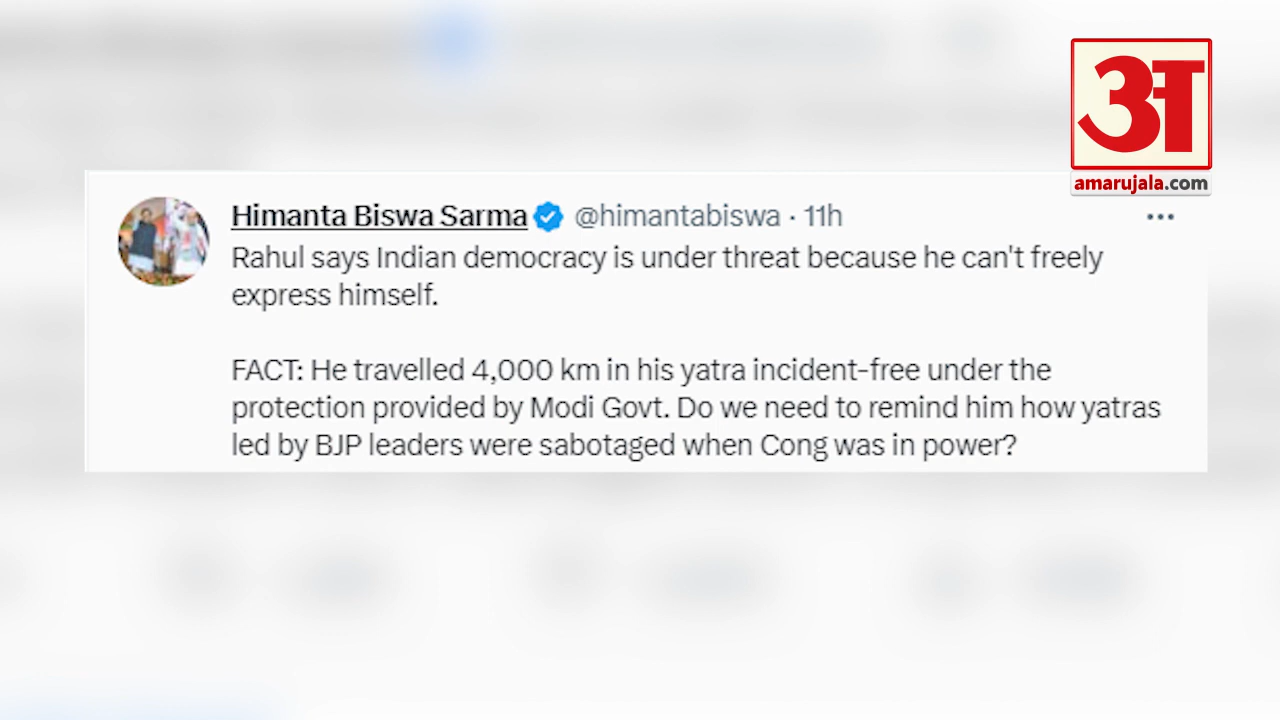 अ
amarujala.com
Himanta Biswa Sarma @himantabiswa · 11h
Rahul says Indian democracy is under threat because he can't freely
express himself.
FACT: He travelled 4,000 km in his yatra incident-free under the
protection provided by Modi Govt. Do we need to remind him how yatras
led by BJP leaders were sabotaged when Cong was in power?